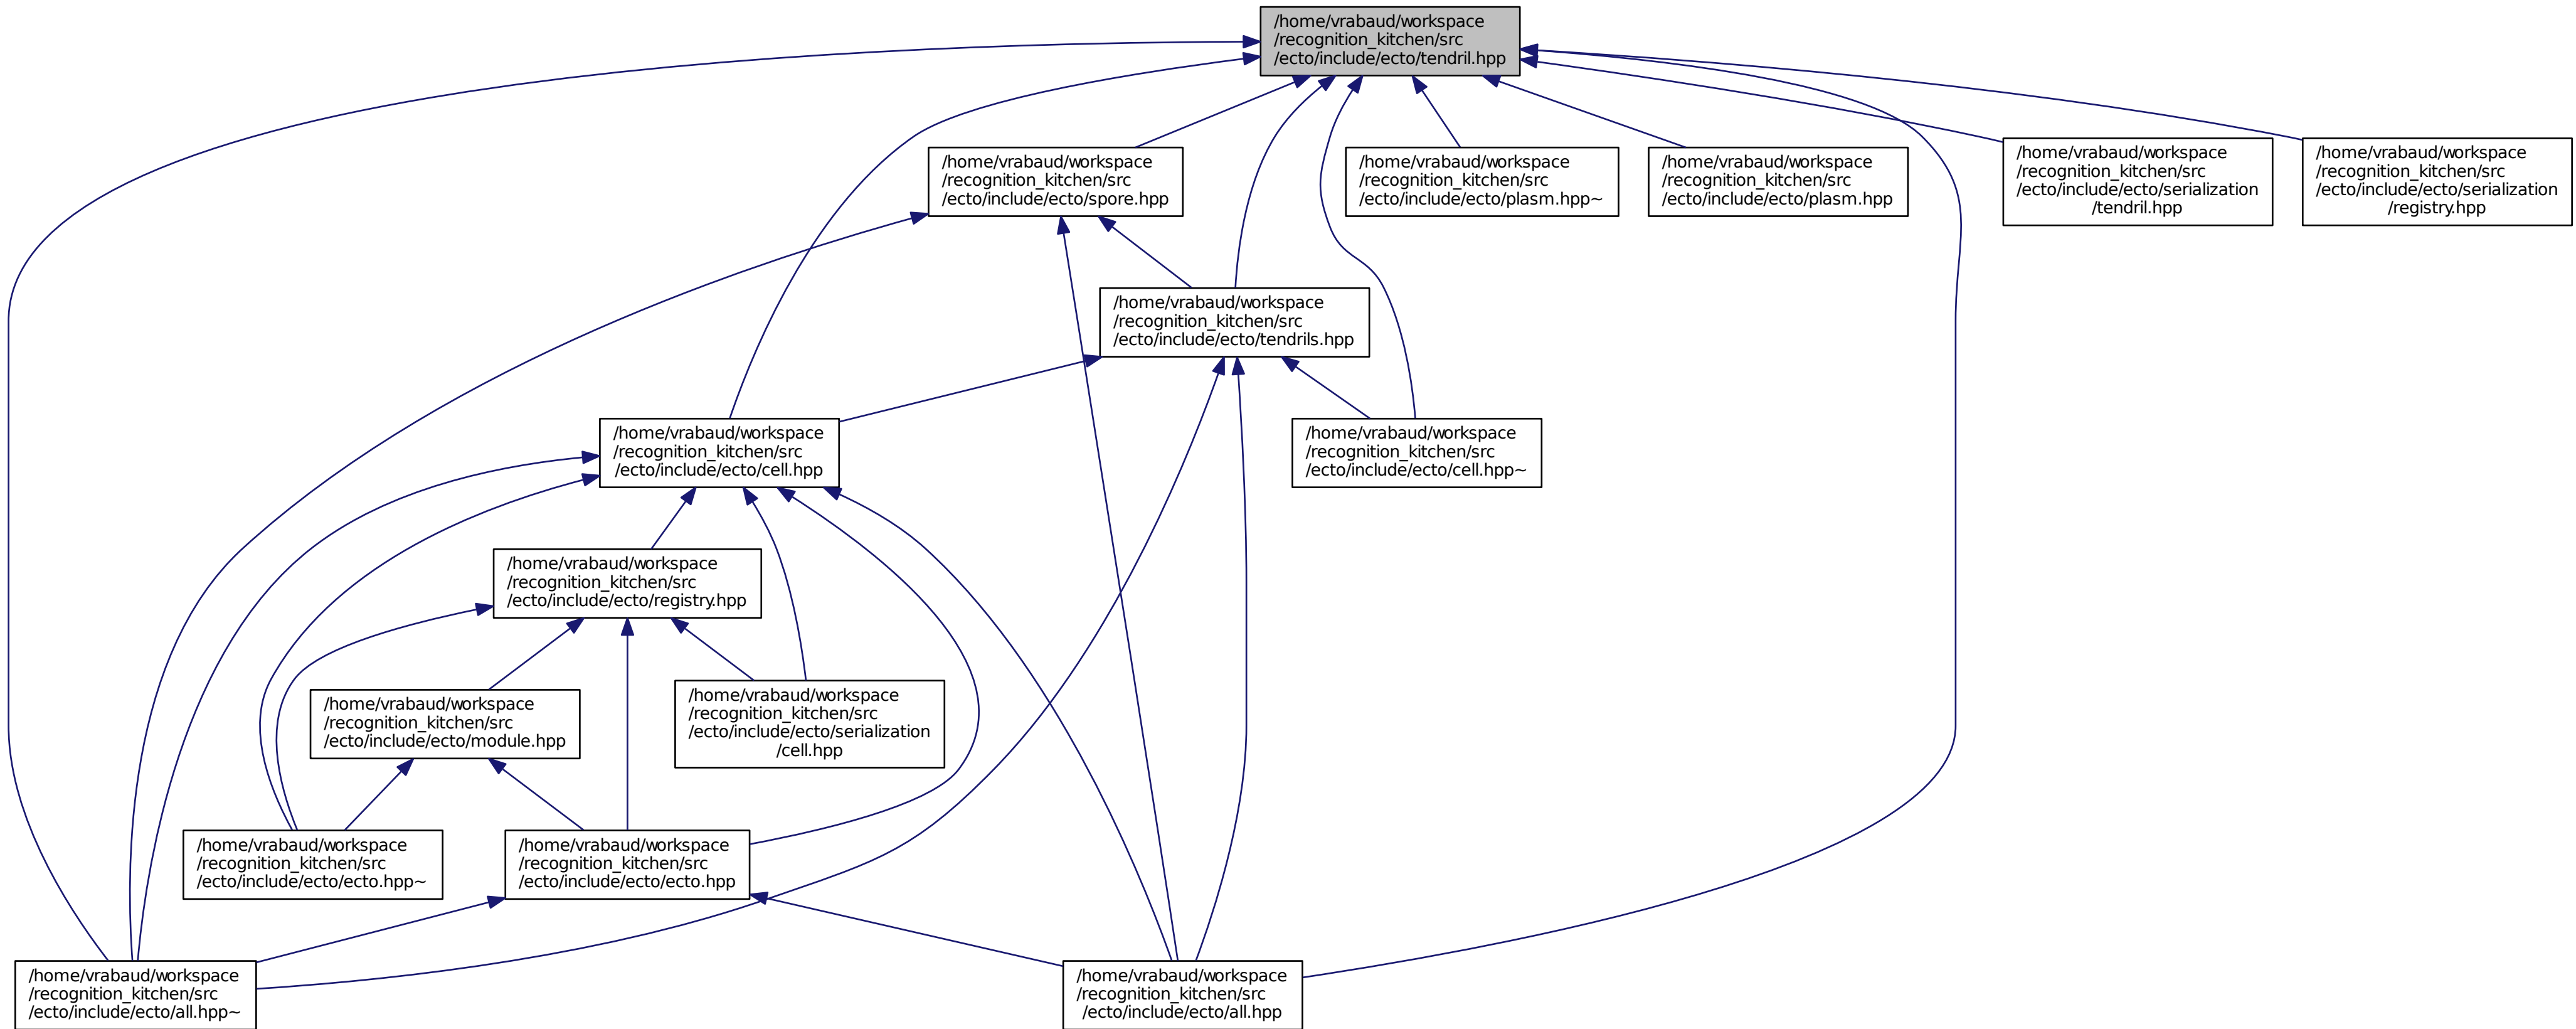 /home/vrabaud/workspace
/recognition_kitchen/src
/ecto/include/ecto/tendril.hpp
/home/vrabaud/workspace
/recognition_kitchen/src
/ecto/include/ecto/spore.hpp
/home/vrabaud/workspace
/recognition_kitchen/src
/ecto/include/ecto/plasm.hpp~
/home/vrabaud/workspace
/recognition_kitchen/src
/ecto/include/ecto/plasm.hpp
/home/vrabaud/workspace
/recognition_kitchen/src
/ecto/include/ecto/serialization
/tendril.hpp
/home/vrabaud/workspace
/recognition_kitchen/src
/ecto/include/ecto/serialization
/registry.hpp
/home/vrabaud/workspace
/recognition_kitchen/src
/ecto/include/ecto/tendrils.hpp
/home/vrabaud/workspace
/recognition_kitchen/src
/ecto/include/ecto/cell.hpp
/home/vrabaud/workspace
/recognition_kitchen/src
/ecto/include/ecto/cell.hpp~
/home/vrabaud/workspace
/recognition_kitchen/src
/ecto/include/ecto/registry.hpp
/home/vrabaud/workspace
/recognition_kitchen/src
/ecto/include/ecto/module.hpp
/home/vrabaud/workspace
/recognition_kitchen/src
/ecto/include/ecto/serialization
/cell.hpp
/home/vrabaud/workspace
/recognition_kitchen/src
/ecto/include/ecto/ecto.hpp~
/home/vrabaud/workspace
/recognition_kitchen/src
/ecto/include/ecto/ecto.hpp
/home/vrabaud/workspace
/recognition_kitchen/src
/ecto/include/ecto/all.hpp~
/home/vrabaud/workspace
/recognition_kitchen/src
/ecto/include/ecto/all.hpp